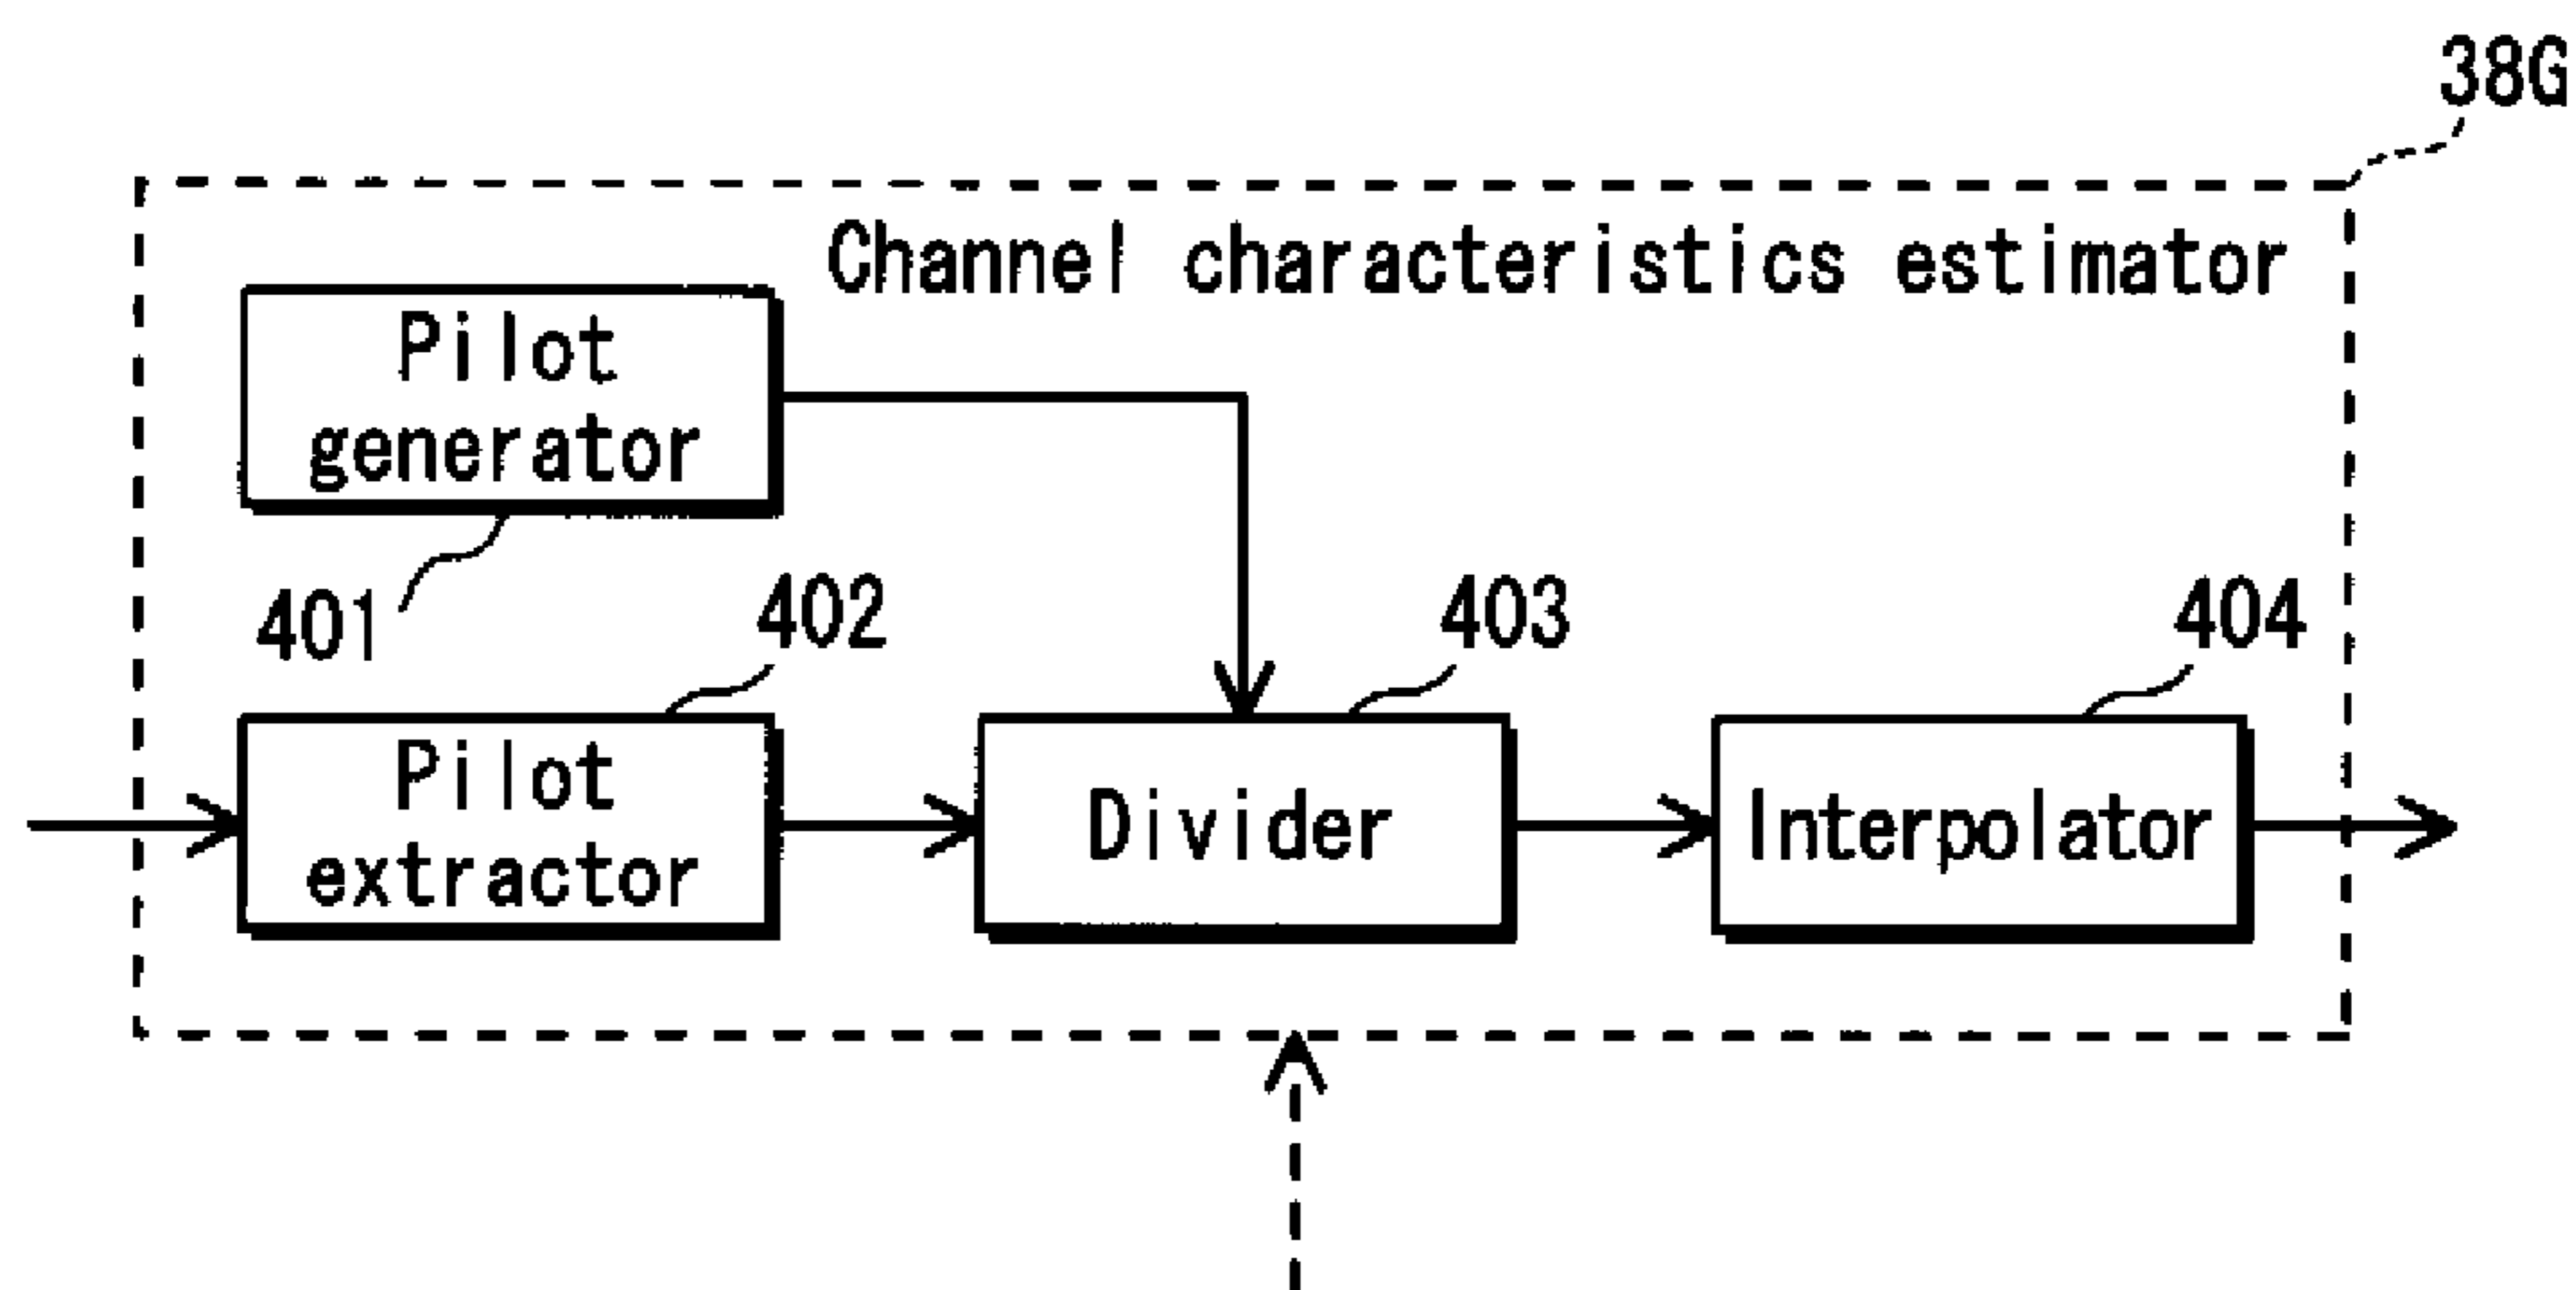 38G
Channel characteristics estimator
Pilot
generator
401
402
403
404
Pilot
extractor
Divider
Interpolator